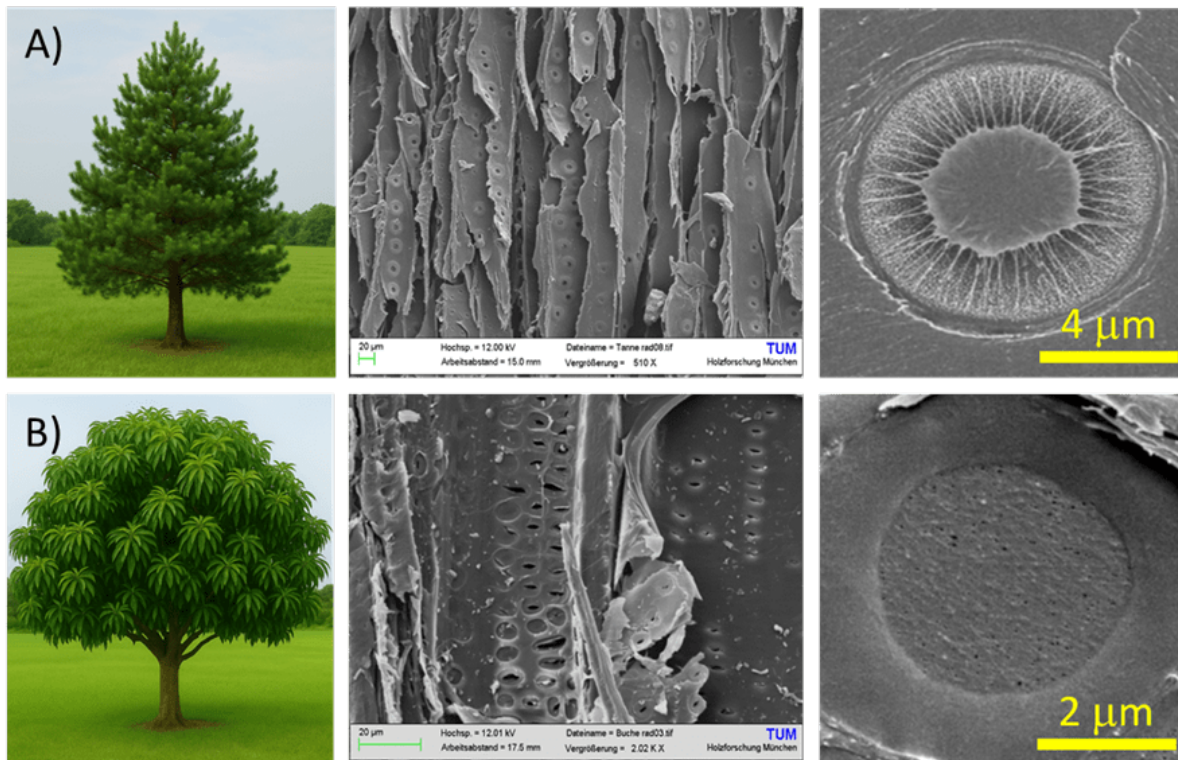 A)
20 µm Hochsp. = 12.00 kV Dateiname = Tanne rad08.tif TUM
Arbeitsabstand = 15.0 mm Vergrößerung = 510 X Holzforschung München
4 µm
B)
20 µm Hochsp. = 12.01 kV Dateiname = Buche rad03.tif TUM
Arbeitsabstand = 17.5 mm Vergrößerung = 2.02 K X Holzforschung München
2 µm